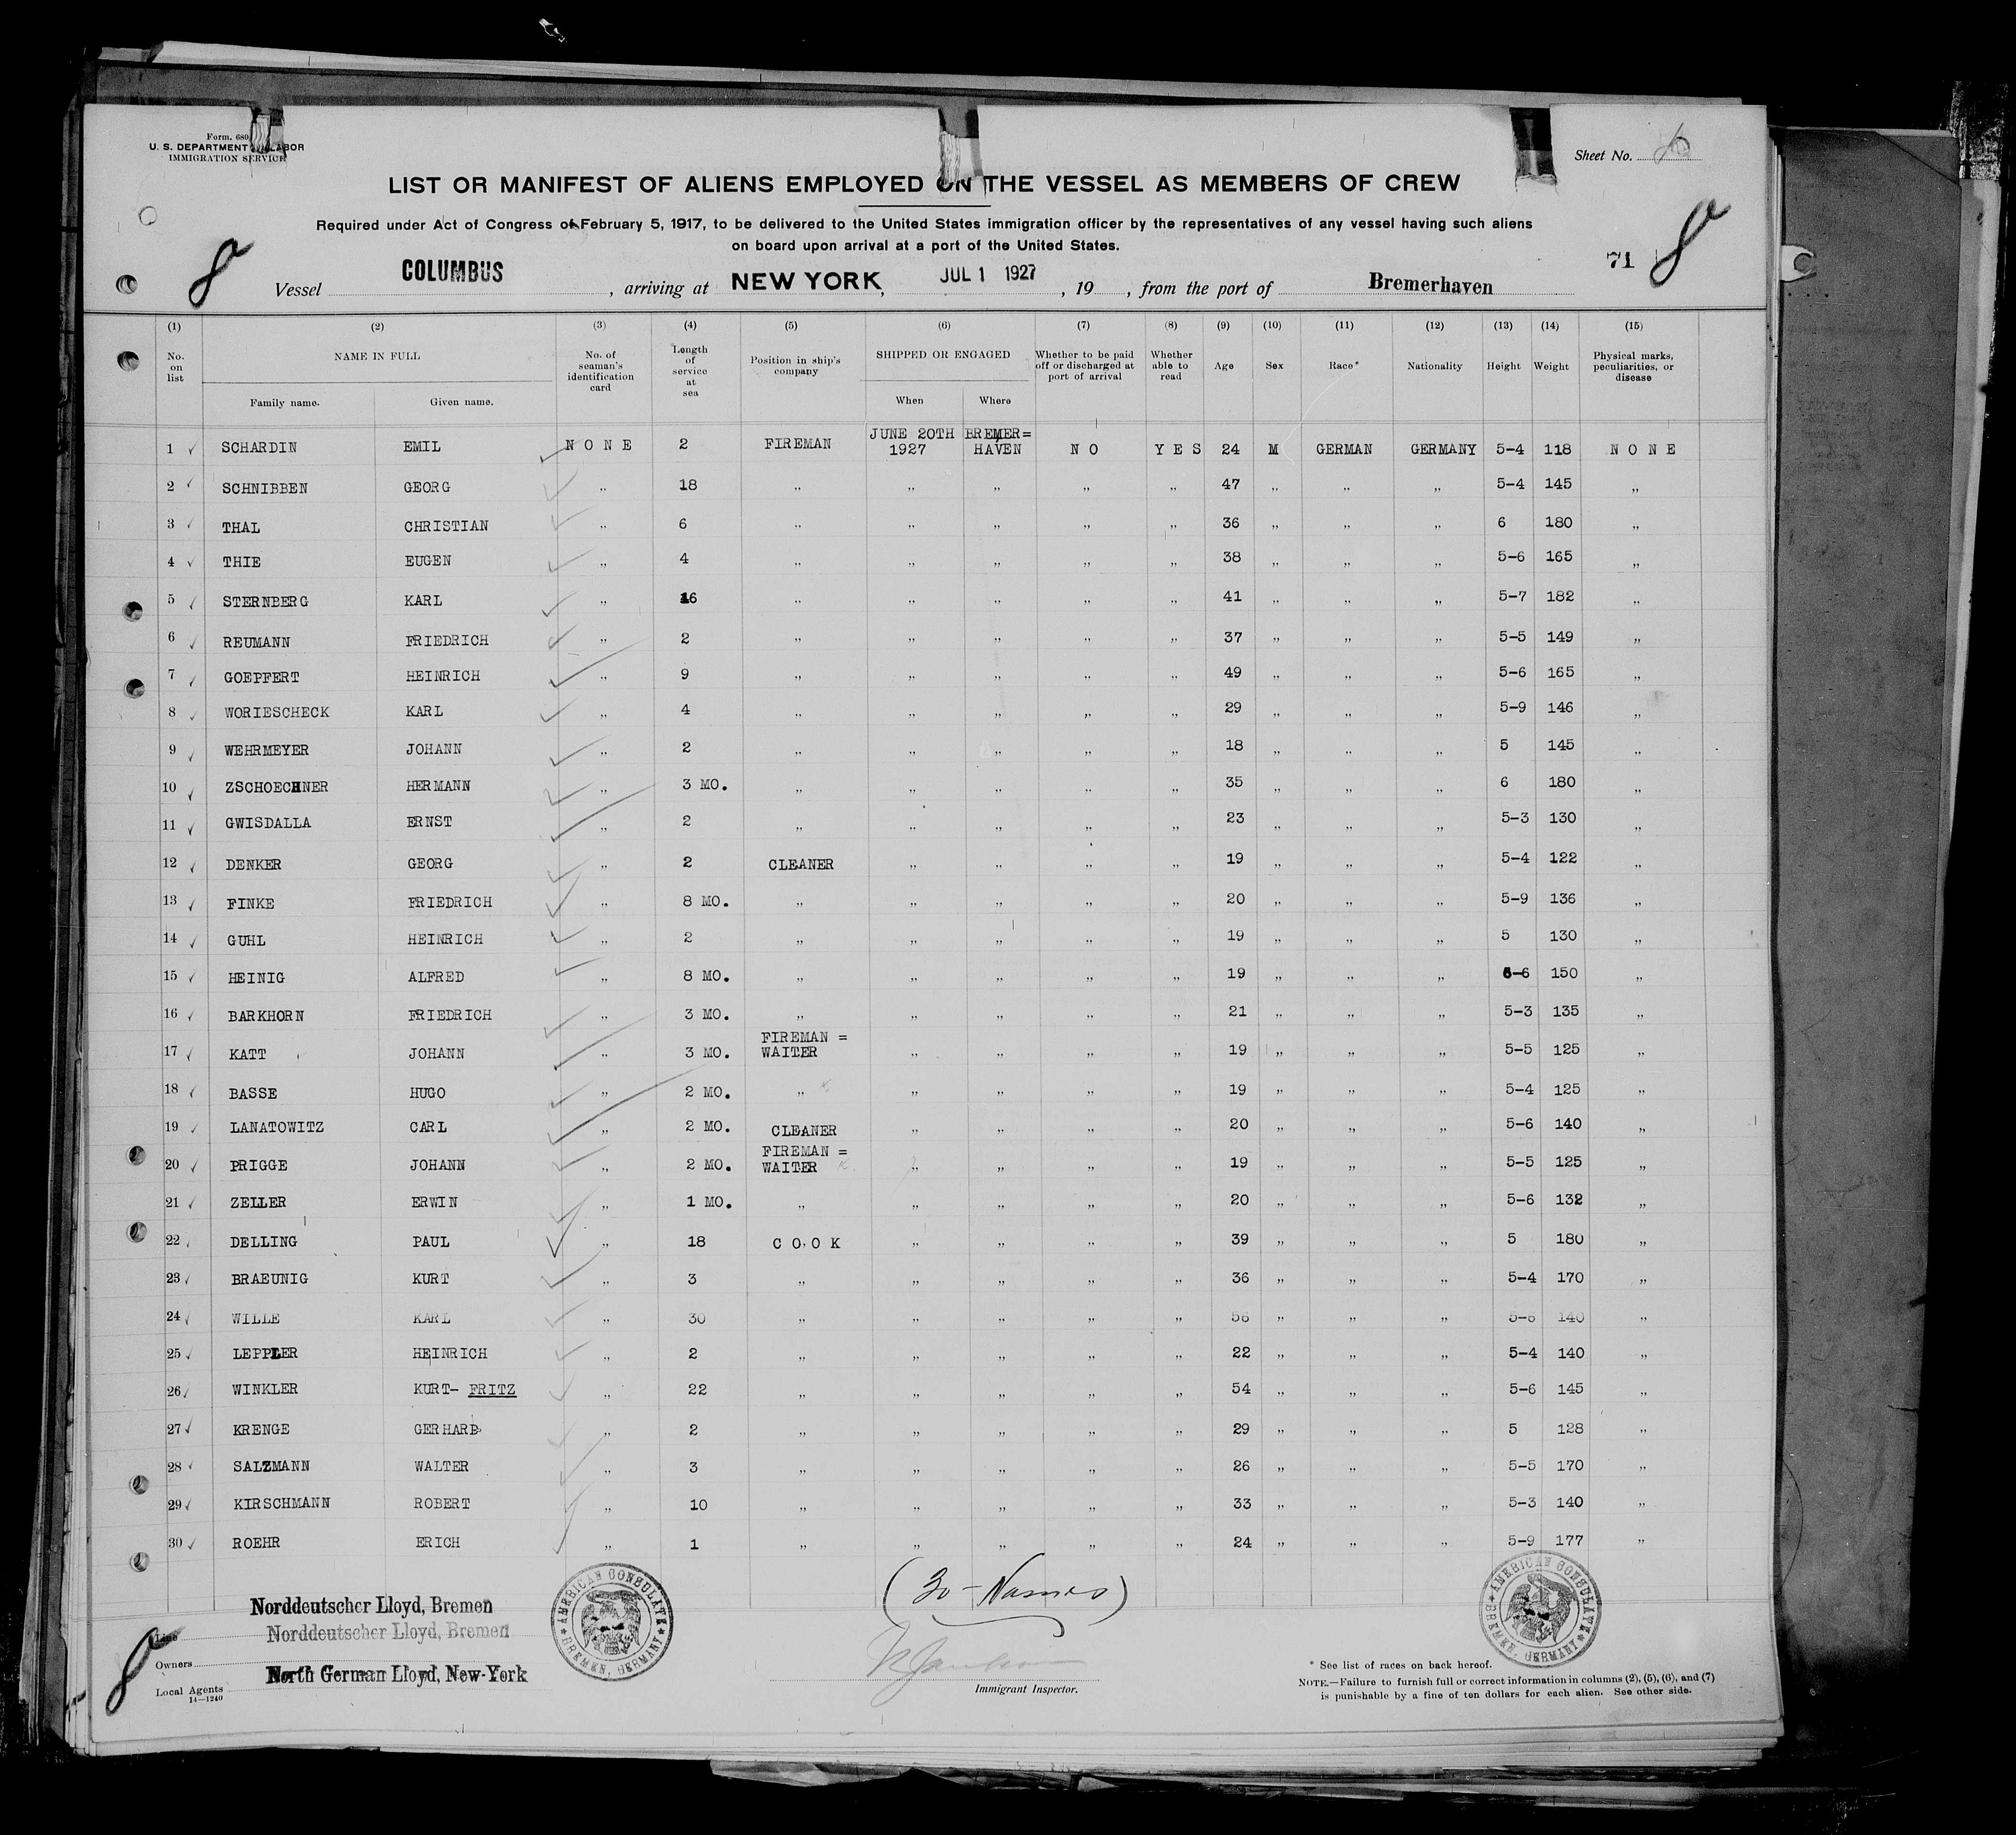 Form. 680
U. S. DEPARTMENT LABOR
IMMIGRATION SERVICE
Sheet No.
LIST OR MANIFEST OF ALIENS EMPLOYED ON THE VESSEL AS MEMBERS OF CREW
Required under Act of Congress of February 5, 1917, to be delivered to the United States immigration officer by the representatives of any vessel having such aliens
on board upon arrival at a port of the United States.
71
8 8
Vessel COLUMBUS , arriving at NEW YORK, JUL 1 1927 , 19 , from the port of Bremerhaven
(1) (2) (3) (4) (5) (6) (7) (8) (9) (10) (11) (12) (13) (14) (15)
No. on list NAME IN FULL Family name. Given name. No. of seaman's identification card Length of service at sea Position in ship's company SHIPPED OR ENGAGED When Where Whether to be paid off or discharged at port of arrival Whether able to read Age Sex Race* Nationality Height Weight Physical marks, peculiarities, or disease
1 SCHARDIN EMIL NONE 2 FIREMAN JUNE 20TH 1927 BREMER= HAVEN NO YES 24 M GERMAN GERMANY 5-4 118 NONE
2 SCHNIBBEN GEORG „ 18 „ „ „ „ „ 47 „ „ „ 5-4 145 „
3 THAL CHRISTIAN „ 6 „ „ „ „ „ 36 „ „ „ 6 180 „
4 THIE EUGEN „ 4 „ „ „ „ „ 38 „ „ „ 5-6 165 „
5 STERNBERG KARL „ 16 „ „ „ „ „ 41 „ „ „ 5-7 182 „
6 REUMANN FRIEDRICH „ 2 „ „ „ „ „ 37 „ „ „ 5-5 149 „
7 GOEPFERT HEINRICH „ 9 „ „ „ „ „ 49 „ „ „ 5-6 165 „
8 WORIESCHECK KARL „ 4 „ „ „ „ „ 29 „ „ „ 5-9 146 „
9 WEHRMEYER JOHANN „ 2 „ „ „ „ „ 18 „ „ „ 5 145 „
10 ZSCHOECHNER HERMANN „ 3 MO. „ „ „ „ „ 35 „ „ „ 6 180 „
11 GWISDALLA ERNST „ 2 „ „ „ „ „ 23 „ „ „ 5-3 130 „
12 DENKER GEORG „ 2 CLEANER „ „ „ „ 19 „ „ „ 5-4 122 „
13 FINKE FRIEDRICH „ 8 MO. „ „ „ „ „ 20 „ „ „ 5-9 136 „
14 GUHL HEINRICH „ 2 „ „ „ „ „ 19 „ „ „ 5 130 „
15 HEINIG ALFRED „ 8 MO. „ „ „ „ „ 19 „ „ „ -6 150 „
16 BARKHORN FRIEDRICH „ 3 MO. „ „ „ „ „ 21 „ „ „ 5-3 135 „
17 KATT JOHANN „ 3 MO. FIREMAN = WAITER „ „ „ „ 19 „ „ „ 5-5 125 „
18 BASSE HUGO „ 2 MO. „ „ „ „ „ 19 „ „ „ 5-4 125 „
19 LANATOWITZ CARL „ 2 MO. CLEANER „ „ „ „ 20 „ „ „ 5-6 140 „
20 PRIGGE JOHANN „ 2 MO. FIREMAN = WAITER „ „ „ „ 19 „ „ „ 5-5 125 „
21 ZELLER ERWIN „ 1 MO. „ „ „ „ „ 20 „ „ „ 5-6 132 „
22 DELLING PAUL „ 18 COOK „ „ „ „ 39 „ „ „ 5 180 „
23 BRAEUNIG KURT „ 3 „ „ „ „ „ 36 „ „ „ 5-4 170 „
24 WILLE KARL „ 30 „ „ „ „ „ 56 „ „ „ 5-6 140 „
25 LEPPLER HEINRICH „ 2 „ „ „ „ „ 22 „ „ „ 5-4 140 „
26 WINKLER KURT- FRITZ „ 22 „ „ „ „ „ 54 „ „ „ 5-6 145 „
27 KRENGE GERHARD „ 2 „ „ „ „ „ 29 „ „ „ 5 128 „
28 SALZMANN WALTER „ 3 „ „ „ „ „ 26 „ „ „ 5-5 170 „
29 KIRSCHMANN ROBERT „ 10 „ „ „ „ „ 33 „ „ „ 5-3 140 „
30 ROEHR ERICH „ 1 „ „ „ „ „ 24 „ „ „ 5-9 177 „
(30 - Names)
AMERICAN CONSULATE BREMEN, GERMANY
AMERICAN CONSULATE BREMEN, GERMANY
Norddeutscher Lloyd, Bremen
8 Line Norddeutscher Lloyd, Bremen
Owners
Local Agents North German Lloyd, New-York
14—1240
Immigrant Inspector.
* See list of races on back hereof.
NOTE.—Failure to furnish full or correct information in columns (2), (5), (6), and (7)
is punishable by a fine of ten dollars for each alien. See other side.